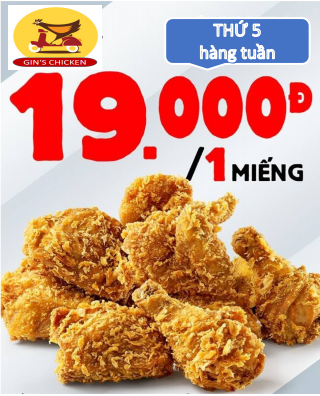 GIN'S CHICKEN
THỨ 5
hàng tuần
19.000Đ
/1 MIẾNG